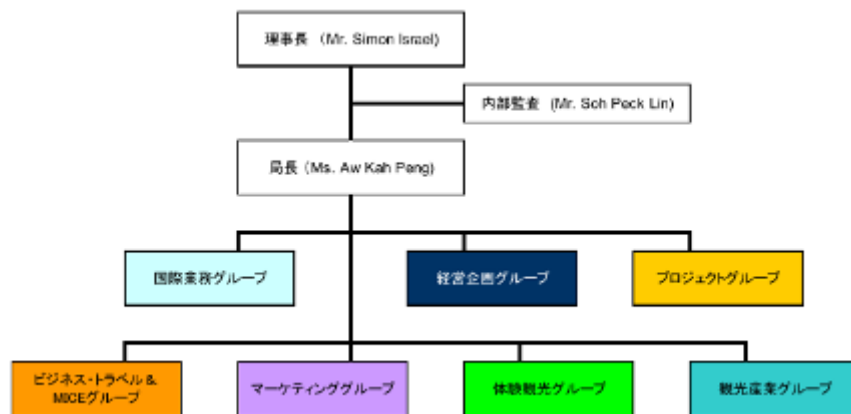 理事長 (Mr. Simon Israel)
内部監査 (Mr. Soh Peck Lin)
局長 (Ms. Aw Kah Peng)
国際業務グループ
経営企画グループ
プロジェクトグループ
ビジネス・トラベル &
MICEグループ
マーケティンググループ
体験観光グループ
観光産業グループ